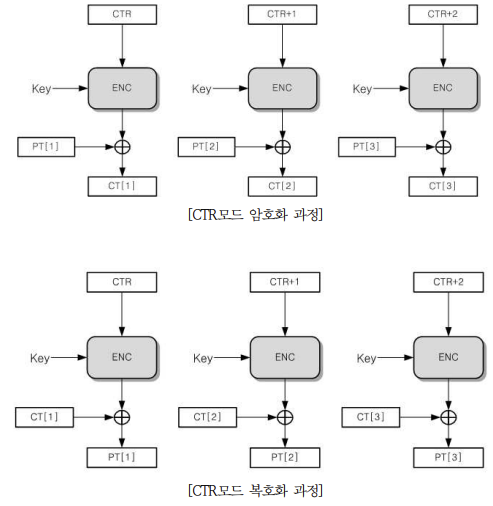 CTR CTR+1 CTR+2
Key ENC Key ENC Key ENC
PT[1] PT[2] PT[3]
CT[1] CT[2] CT[3]
[CTR모드 암호화 과정]
CTR CTR+1 CTR+2
Key ENC Key ENC Key ENC
CT[1] CT[2] CT[3]
PT[1] PT[2] PT[3]
[CTR모드 복호화 과정]